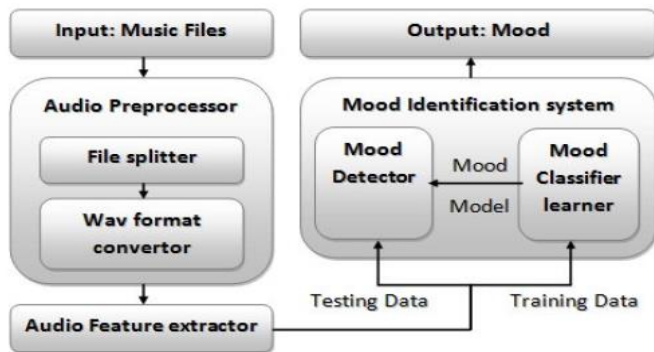 Input: Music Files
Audio Preprocessor
File splitter
Wav format
convertor
Audio Feature extractor
Output: Mood
Mood Identification system
Mood
Detector
Mood
Model
Mood
Classifier
learner
Testing Data
Training Data